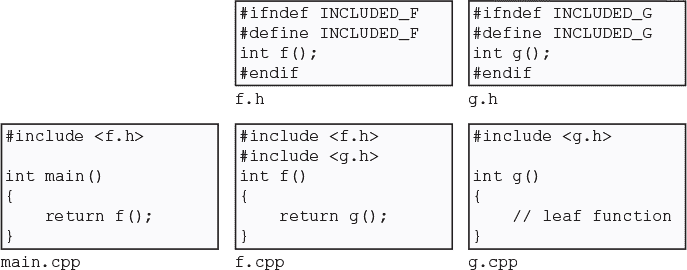 #ifndef INCLUDED_F
#define INCLUDED_F
int f();
#endif
f.h
#ifndef INCLUDED_G
#define INCLUDED_G
int g();
#endif
g.h
#include <f.h>
int main()
{
    return f();
}
main.cpp
#include <f.h>
#include <g.h>
int f()
{
    return g();
}
f.cpp
#include <g.h>
int g()
{
    // leaf function
}
g.cpp